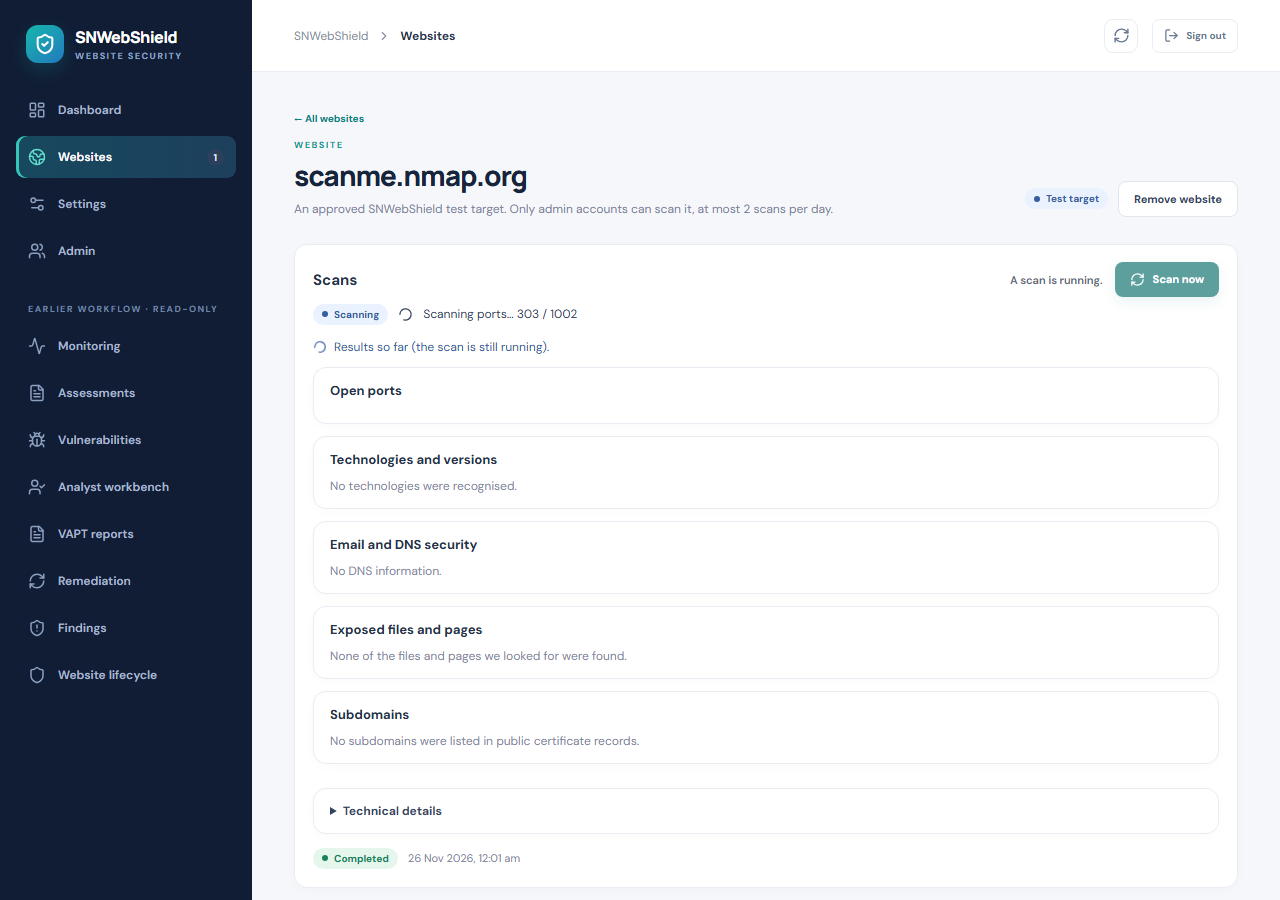 SNWebShield
WEBSITE SECURITY
Dashboard
Websites 1
Settings
Admin
EARLIER WORKFLOW · READ-ONLY
Monitoring
Assessments
Vulnerabilities
Analyst workbench
VAPT reports
Remediation
Findings
Website lifecycle
SNWebShield > Websites
Sign out
← All websites
WEBSITE
scanme.nmap.org
An approved SNWebShield test target. Only admin accounts can scan it, at most 2 scans per day.
Test target
Remove website
Scans
A scan is running.
Scan now
Scanning
Scanning ports… 303 / 1002
Results so far (the scan is still running).
Open ports
Technologies and versions
No technologies were recognised.
Email and DNS security
No DNS information.
Exposed files and pages
None of the files and pages we looked for were found.
Subdomains
No subdomains were listed in public certificate records.
Technical details
Completed 26 Nov 2026, 12:01 am